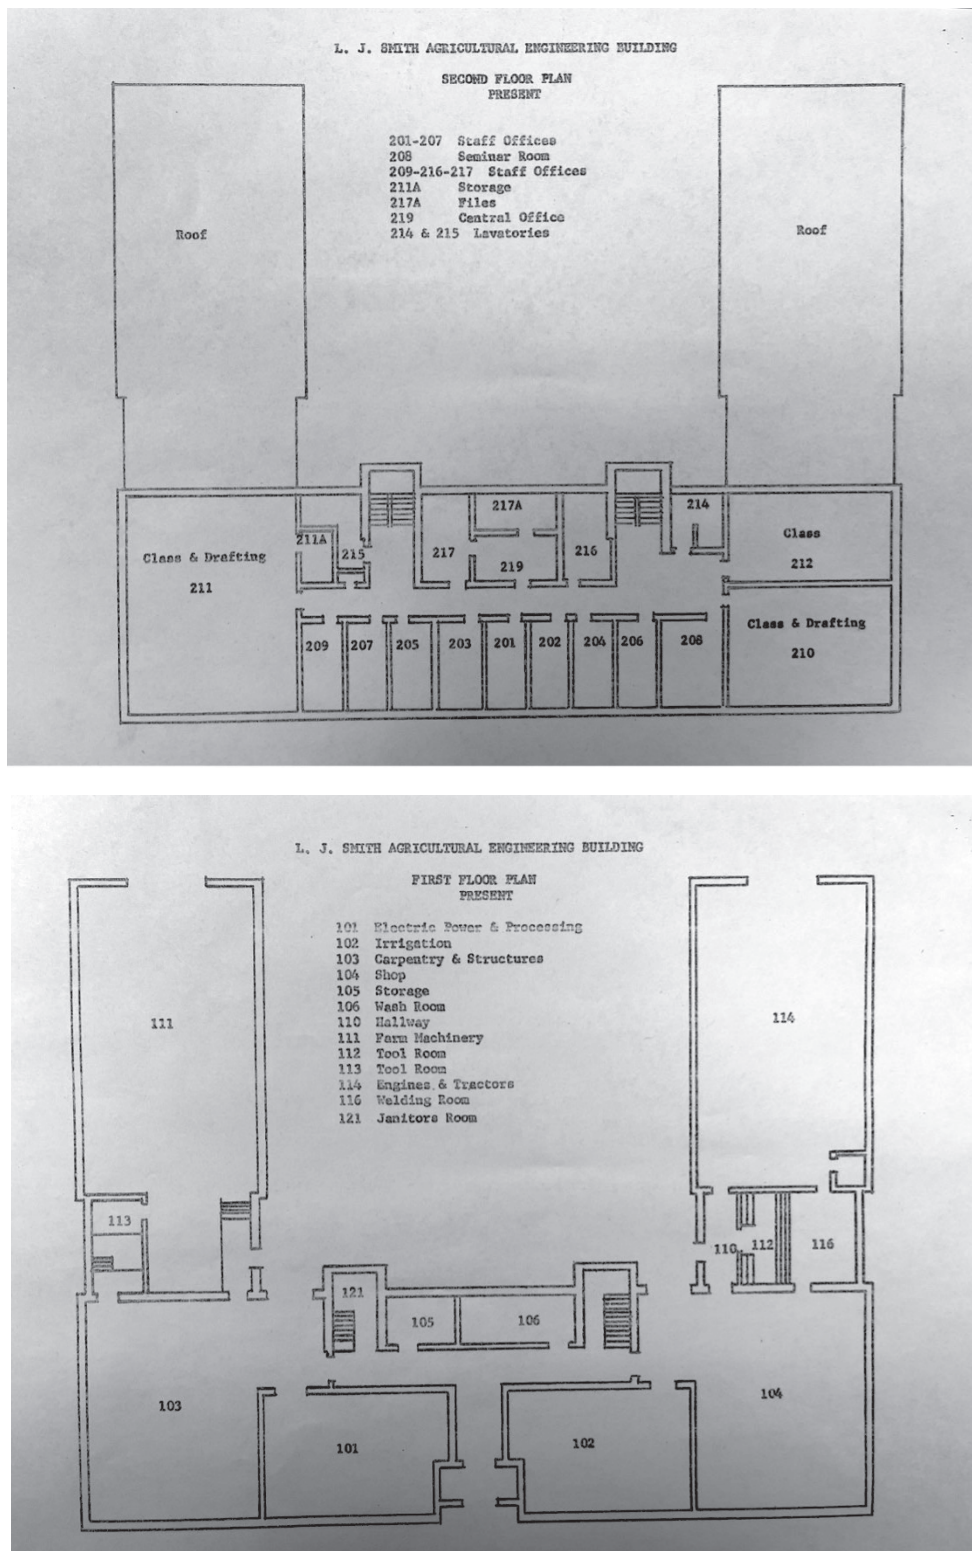 L. J. SMITH AGRICULTURAL ENGINEERING BUILDING
SECOND FLOOR PLAN
PRESENT
201-207 Staff Offices
208 Seminar Room
209-216-217 Staff Offices
211A Storage
217A Files
219 Central Office
214 & 215 Lavatories
Roof
Roof
217A
214
211A
215
217
219
216
Class
212
Class & Drafting
211
209
207
205
203
201
202
204
206
208
Class & Drafting
210
L. J. SMITH AGRICULTURAL ENGINEERING BUILDING
FIRST FLOOR PLAN
PRESENT
101 Electric Power & Processing
102 Irrigation
103 Carpentry & Structures
104 Shop
105 Storage
106 Wash Room
110 Hallway
111 Farm Machinery
112 Tool Room
113 Tool Room
114 Engines & Tractors
116 Welding Room
121 Janitors Room
111
114
113
110
112
116
121
105
106
103
101
102
104